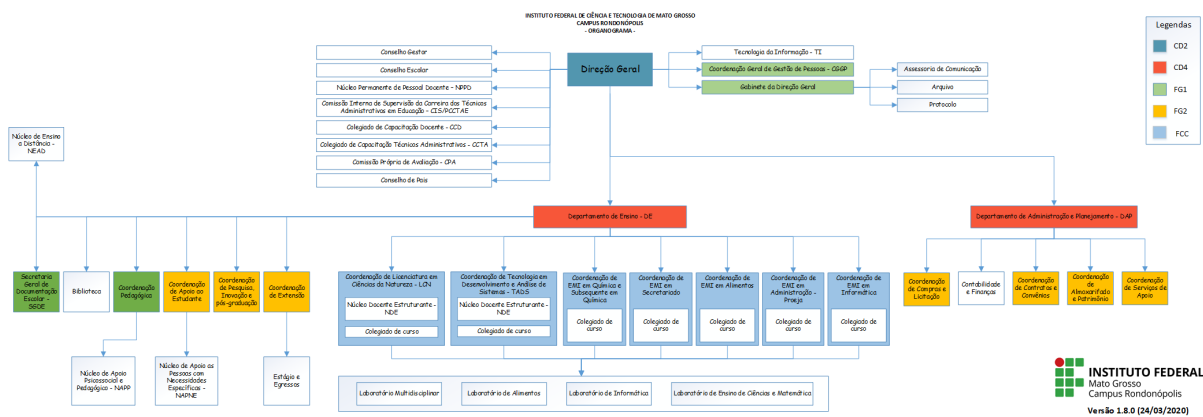 INSTITUTO FEDERAL DE CIÊNCIA E TECNOLOGIA DE MATO GROSSO
CAMPUS RONDONÓPOLIS
- ORGANOGRAMA -
Legendas
CD2
CD4
FG1
FG2
FCC
Direção Geral
Conselho Gestor
Conselho Escolar
Núcleo Permanente de Pessoal Docente - NPPD
Comissão Interna de Supervisão da Carreira dos Técnicos
Administrativos em Educação – CIS/PCCTAE
Colegiado de Capacitação Docente - CCD
Colegiado de Capacitação Técnicos Administrativos - CCTA
Comissão Própria de Avaliação - CPA
Conselho de Pais
Tecnologia da Informação - TI
Coordenação Geral de Gestão de Pessoas - CGGP
Gabinete da Direção Geral
Assessoria de Comunicação
Arquivo
Protocolo
Núcleo de Ensino
a Distância -
NEAD
Departamento de Ensino - DE
Departamento de Administração e Planejamento - DAP
Secretaria
Geral de
Documentação
Escolar -
SGDE
Biblioteca
Coordenação
Pedagógica
Coordenação
de Apoio ao
Estudante
Coordenação
de Pesquisa,
Inovação e
pós-graduação
Coordenação
de Extensão
Coordenação de Licenciatura em
Ciências da Natureza - LCN
Núcleo Docente Estruturante -
NDE
Colegiado de curso
Coordenação de Tecnologia em
Desenvolvimento e Análise de
Sistemas - TADS
Núcleo Docente Estruturante -
NDE
Colegiado de curso
Coordenação de
EMI em Química e
Subsequente em
Química
Colegiado de
curso
Coordenação de
EMI em
Secretariado
Colegiado de
curso
Coordenação de
EMI em Alimentos
Colegiado de
curso
Coordenação de
EMI em
Administração -
Proeja
Colegiado de
curso
Coordenação de
EMI em
Informática
Colegiado de
curso
Coordenação
de Compras e
Licitação
Contabilidade
e Finanças
Coordenação
de Contratos e
Convênios
Coordenação
de
Almoxarifado e
Patrimônio
Coordenação
de Serviços de
Apoio
Núcleo de Apoio
Psicossocial e
Pedagógico - NAPP
Núcleo de Apoio as
Pessoas com
Necessidades
Específicas -
NAPNE
Estágio e
Egressos
Laboratório Multidisciplinar
Laboratório de Alimentos
Laboratório de Informática
Laboratório de Ensino de Ciências e Matemática
INSTITUTO FEDERAL
Mato Grosso
Campus Rondonópolis
Versão 1.8.0 (24/03/2020)